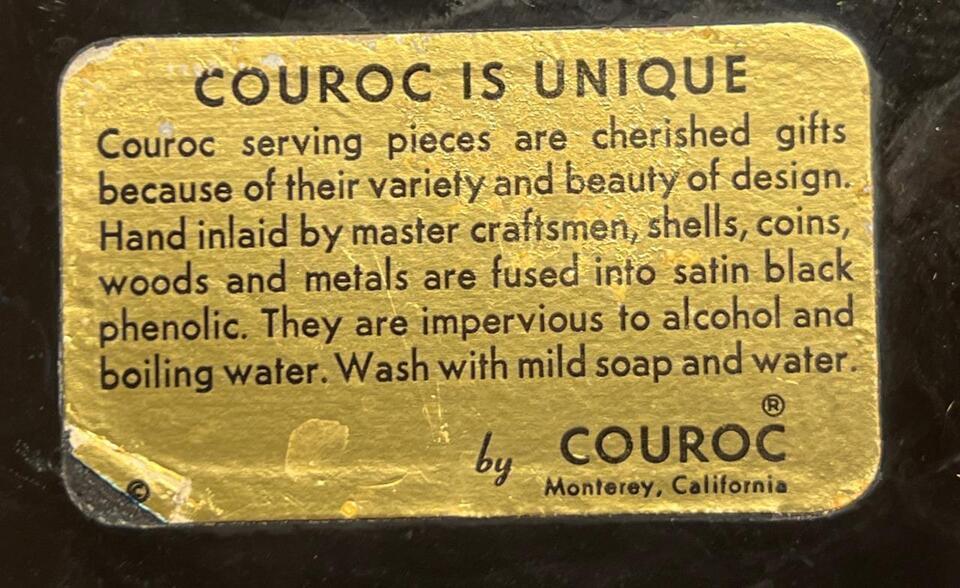 COUROC IS UNIQUE
Couroc serving pieces are cherished gifts
because of their variety and beauty of design.
Hand inlaid by master craftsmen, shells, coins,
woods and metals are fused into satin black
phenolic. They are impervious to alcohol and
boiling water. Wash with mild soap and water.
®
by COUROC
Monterey, California
©